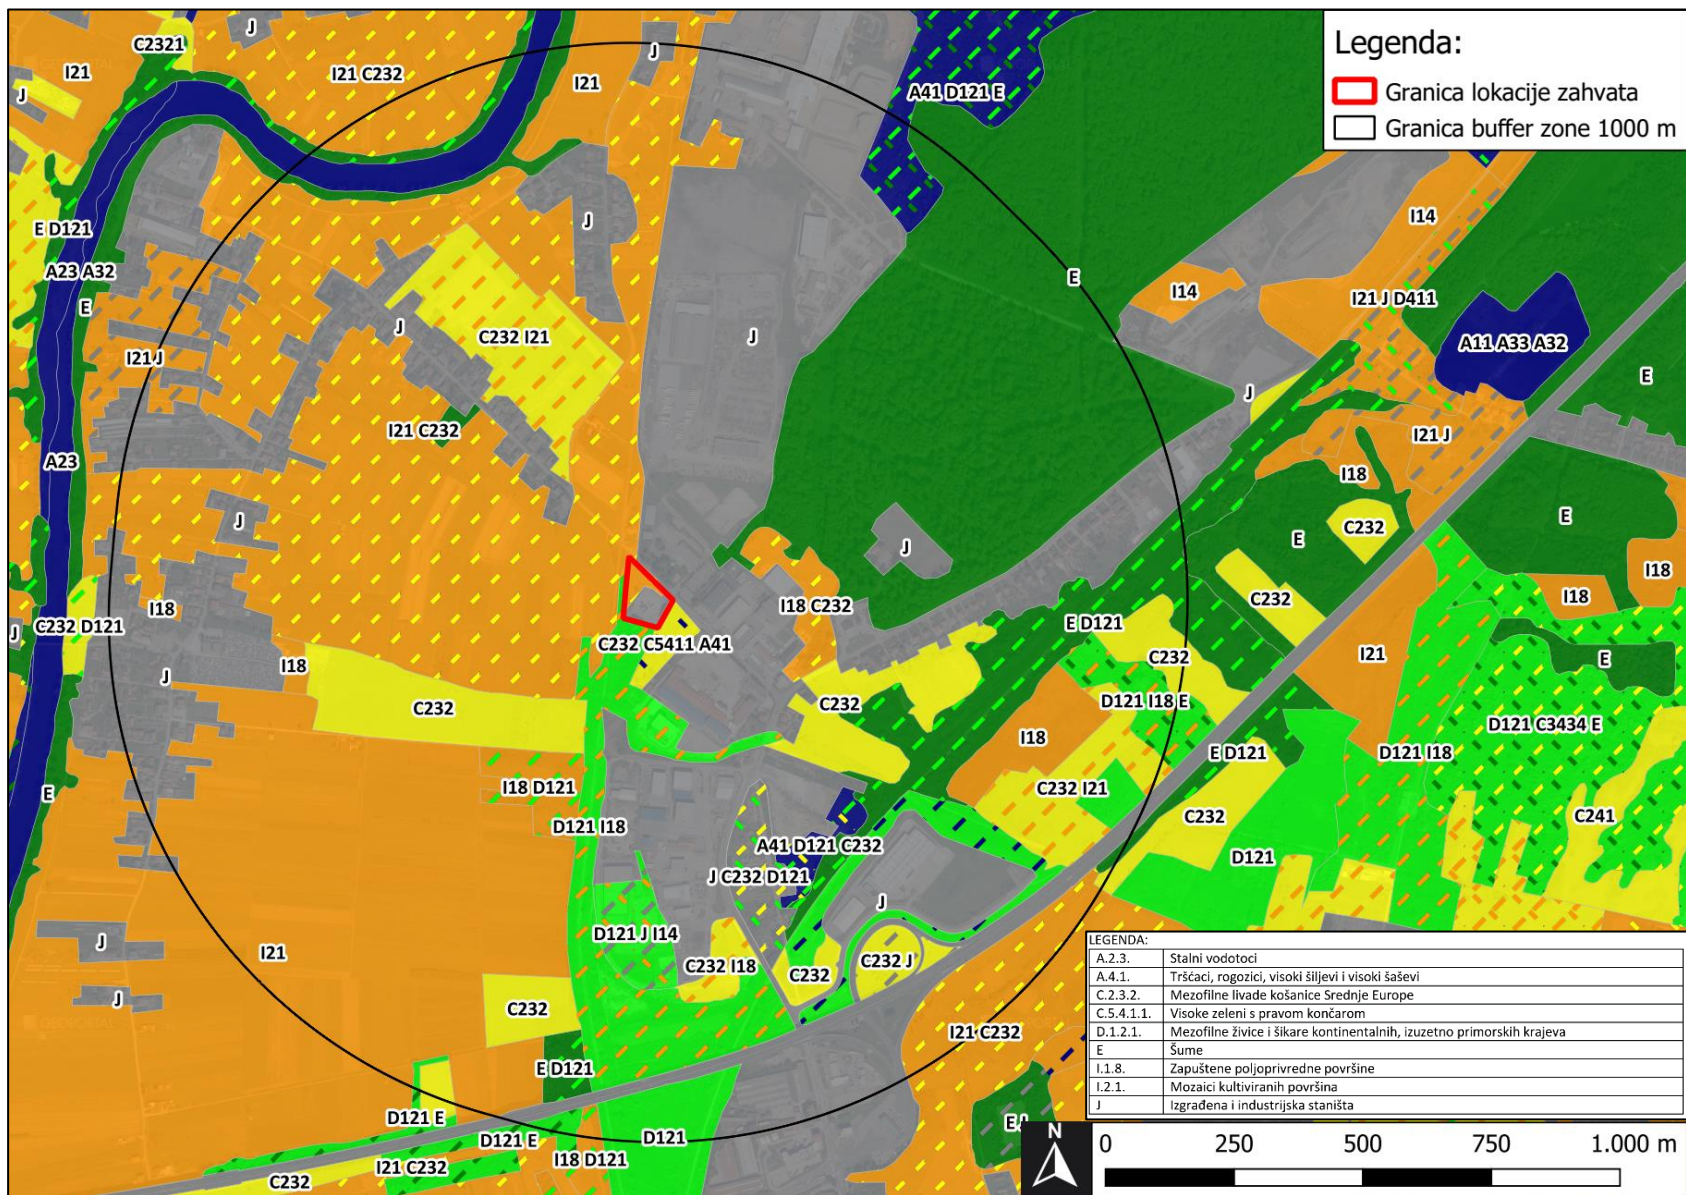 Legenda:
Granica lokacije zahvata
Granica buffer zone 1000 m
C2321
J
I21
I21 C232
I21
J
J
A41 D121 E
E D121
A23 A32
E
J
I14
I14
E
I21 J D411
A11 A33 A32
E
I21 J
J
C232 I21
J
J
I21 C232
I21 J
A23
I18
C232
J
J
E
E
I18
I18
C232
I18
C232 D121
J
I18 C232
E D121
C232 C5411 A41
C232
I21
E
J
I18
C232
C232
D121 I18 E
D121 C3434 E
I18
E D121
D121 I18
E
I18 D121
C232 I21
C232
C241
D121 I18
A41 D121 C232
J C232 D121
D121
J
D121 J I14
J
I21
C232 I18
C232
C232 J
J
C232
I21 C232
E D121
D121 E
E J
D121 E
D121
I21 C232
I18 D121
C232
LEGENDA:
A.2.3. Stalni vodotoci
A.4.1. Tršćaci, rogozici, visoki šiljevi i visoki šaševi
C.2.3.2. Mezofilne livade košanice Srednje Europe
C.5.4.1.1. Visoke zeleni s pravom končarom
D.1.2.1. Mezofilne živice i šikare kontinentalnih, izuzetno primorskih krajeva
E Šume
I.1.8. Zapuštene poljoprivredne površine
I.2.1. Mozaici kultiviranih površina
J Izgrađena i industrijska staništa
N
0 250 500 750 1.000 m